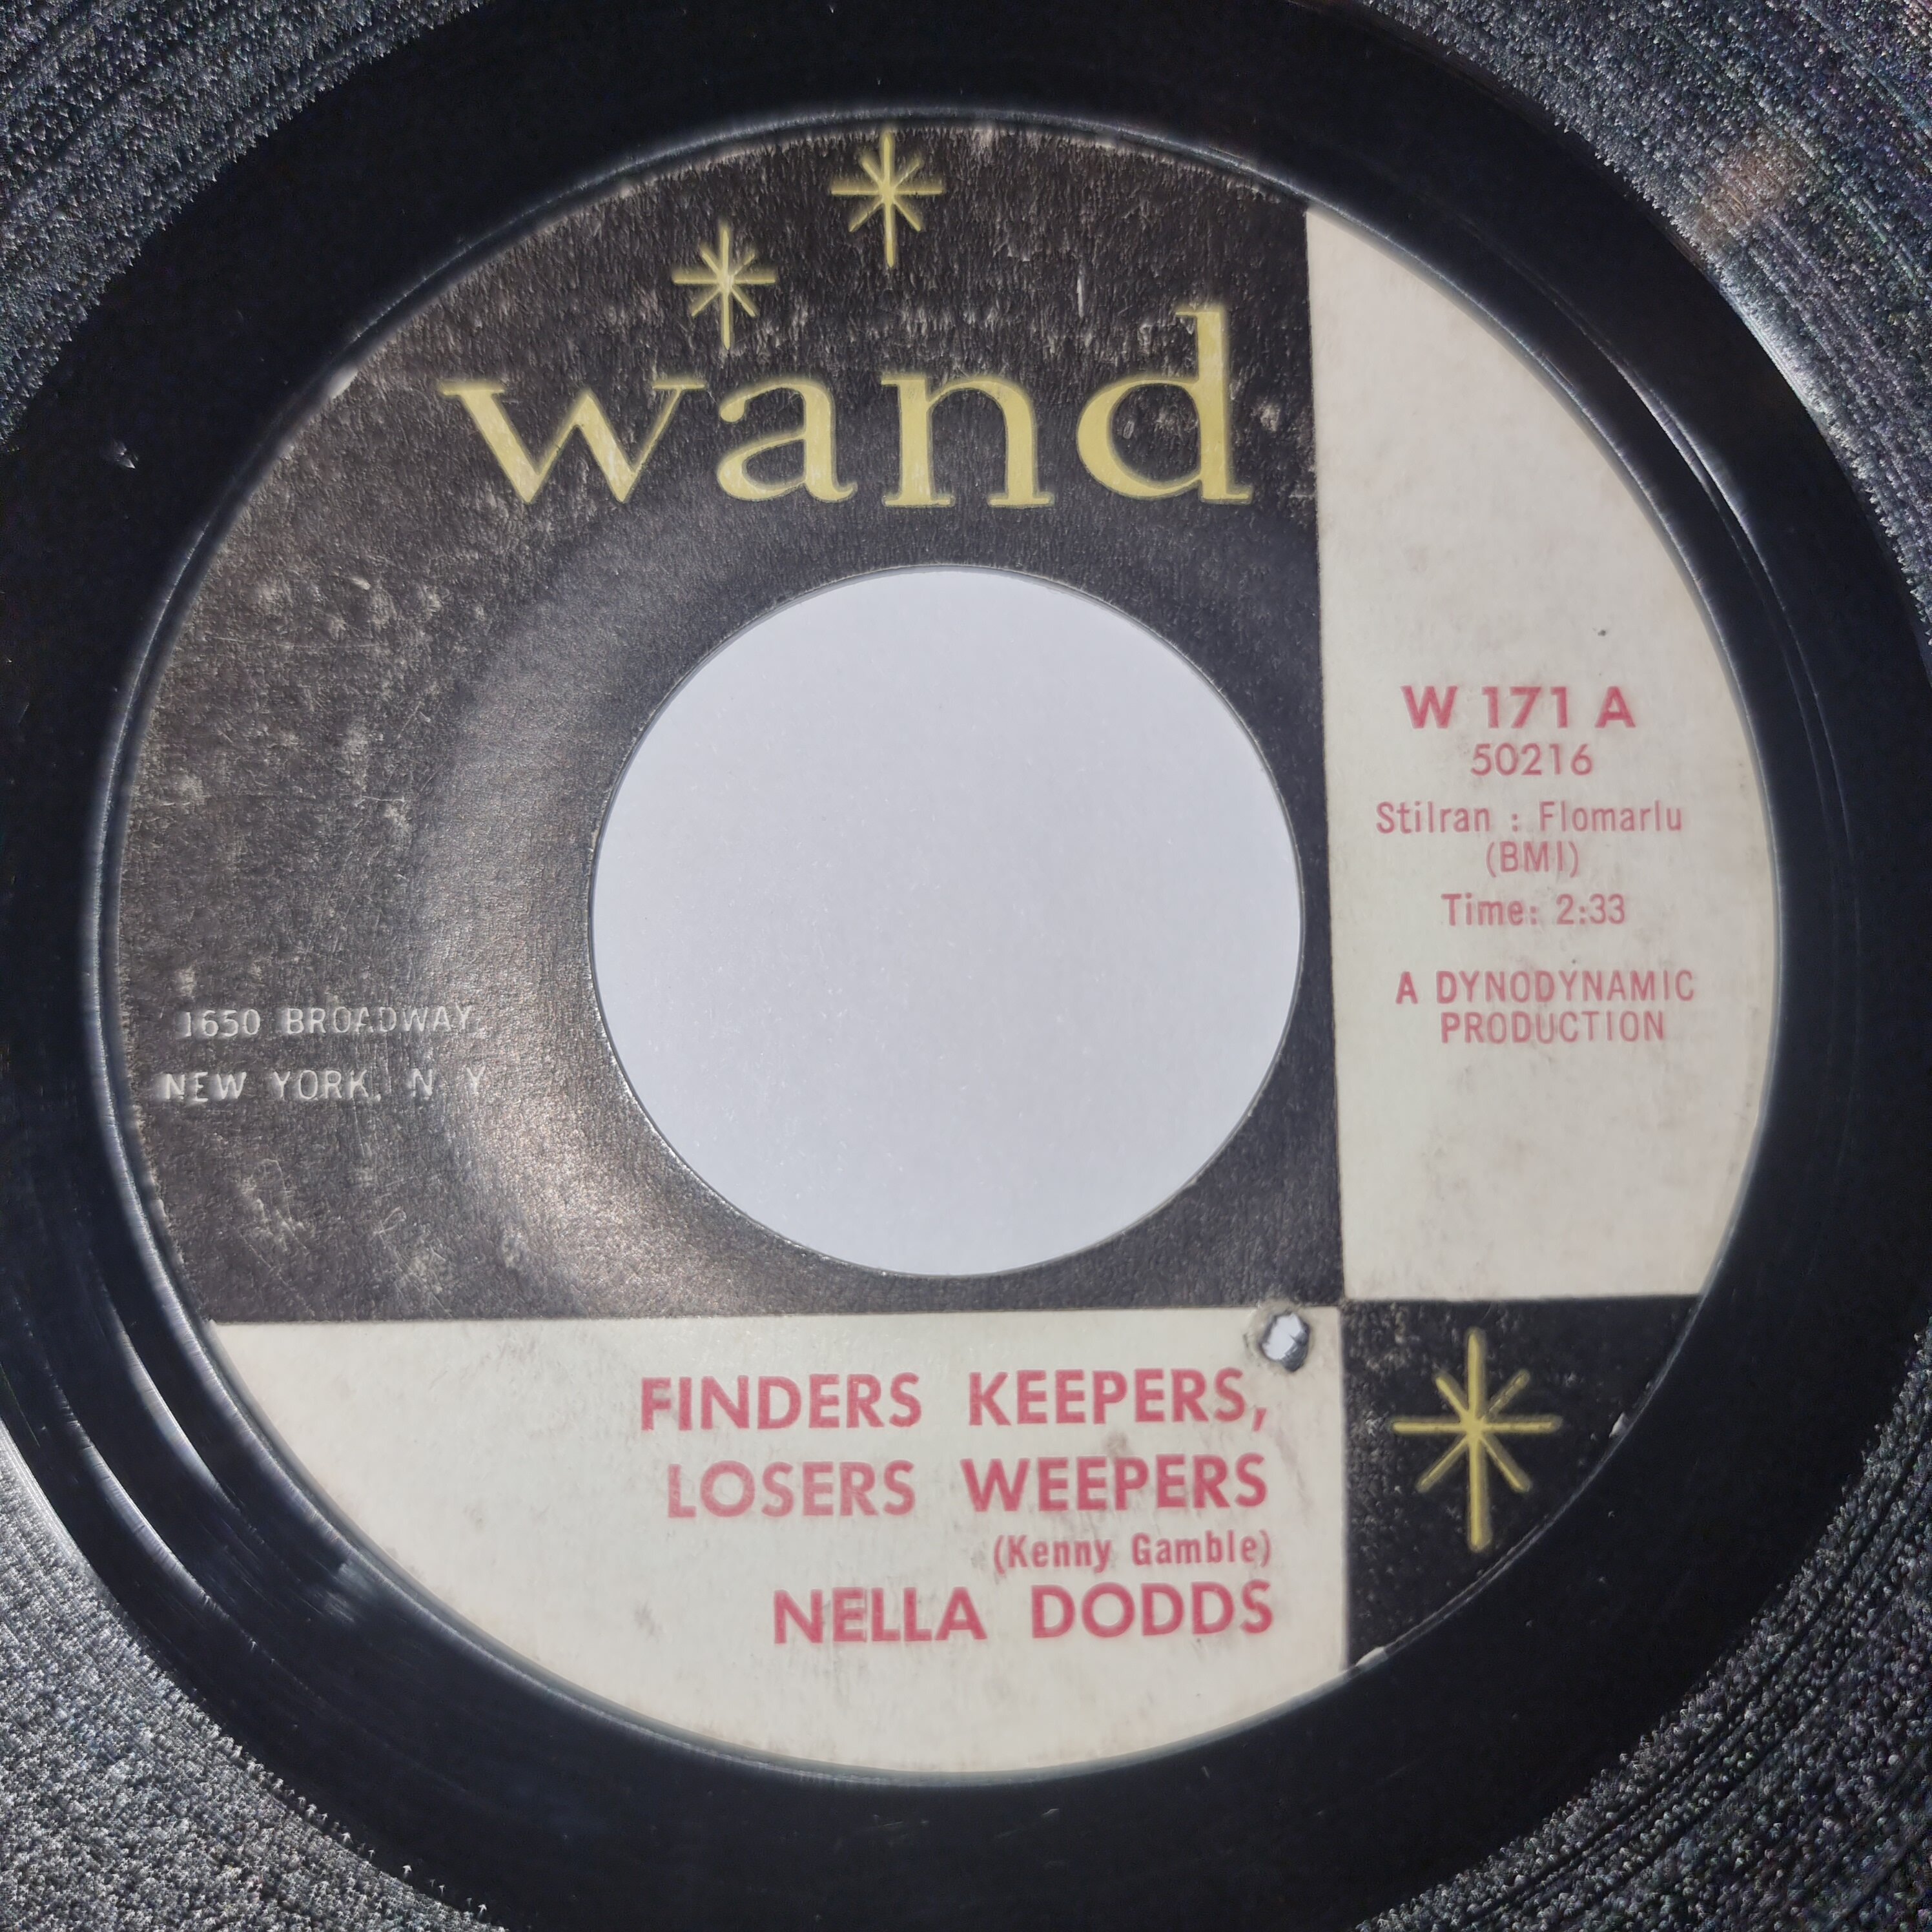 wand
W 171 A
50216
Stilran : Flomarlu
(BMI)
Time: 2:33
A DYNODYNAMIC
PRODUCTION
1650 BROADWAY
NEW YORK, N Y
FINDERS KEEPERS,
LOSERS WEEPERS
(Kenny Gamble)
NELLA DODDS